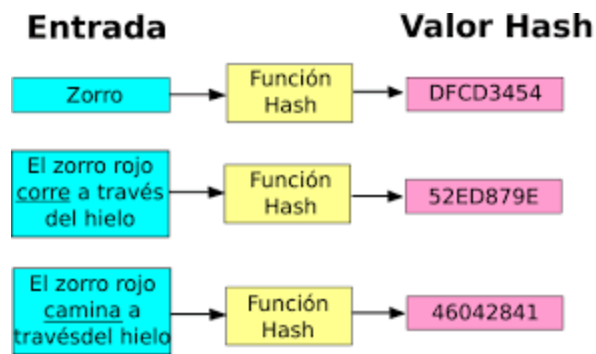 Entrada
Valor Hash
Zorro
Función
Hash
DFCD3454
El zorro rojo
corre a través
del hielo
Función
Hash
52ED879E
El zorro rojo
camina a
travésdel hielo
Función
Hash
46042841